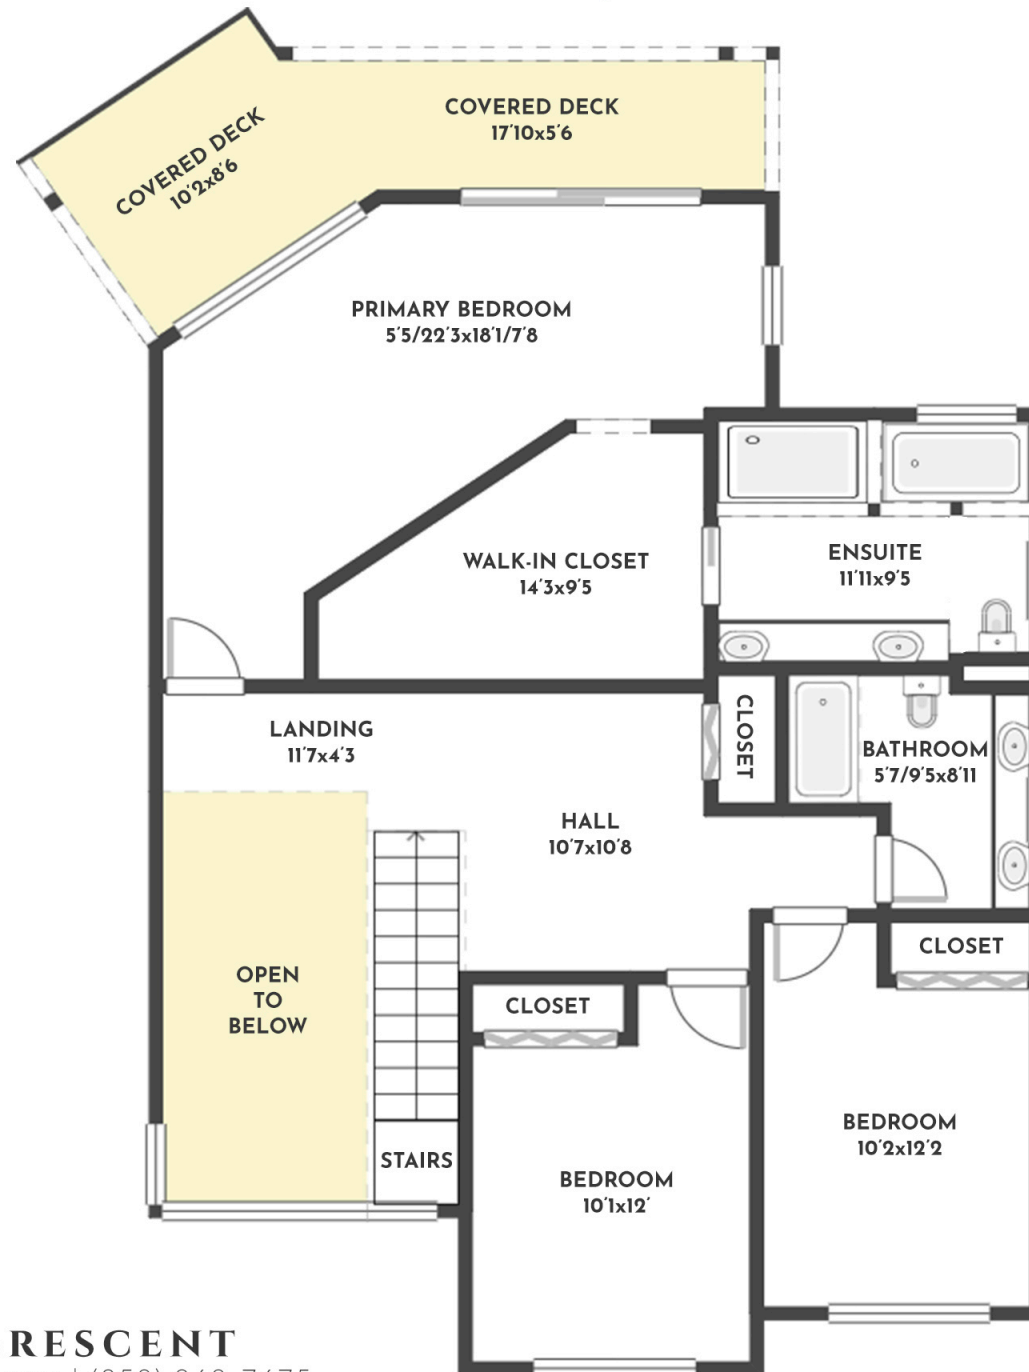 COVERED DECK
17'10x5'6
COVERED DECK
10'2x8'6
PRIMARY BEDROOM
5'5/22'3x18'1/7'8
WALK-IN CLOSET
14'3x9'5
ENSUITE
11'11x9'5
LANDING
11'7x4'3
CLOSET
BATHROOM
5'7/9'5x8'11
HALL
10'7x10'8
OPEN
TO
BELOW
CLOSET
CLOSET
STAIRS
BEDROOM
10'1x12'
BEDROOM
10'2x12'2
RESCENT